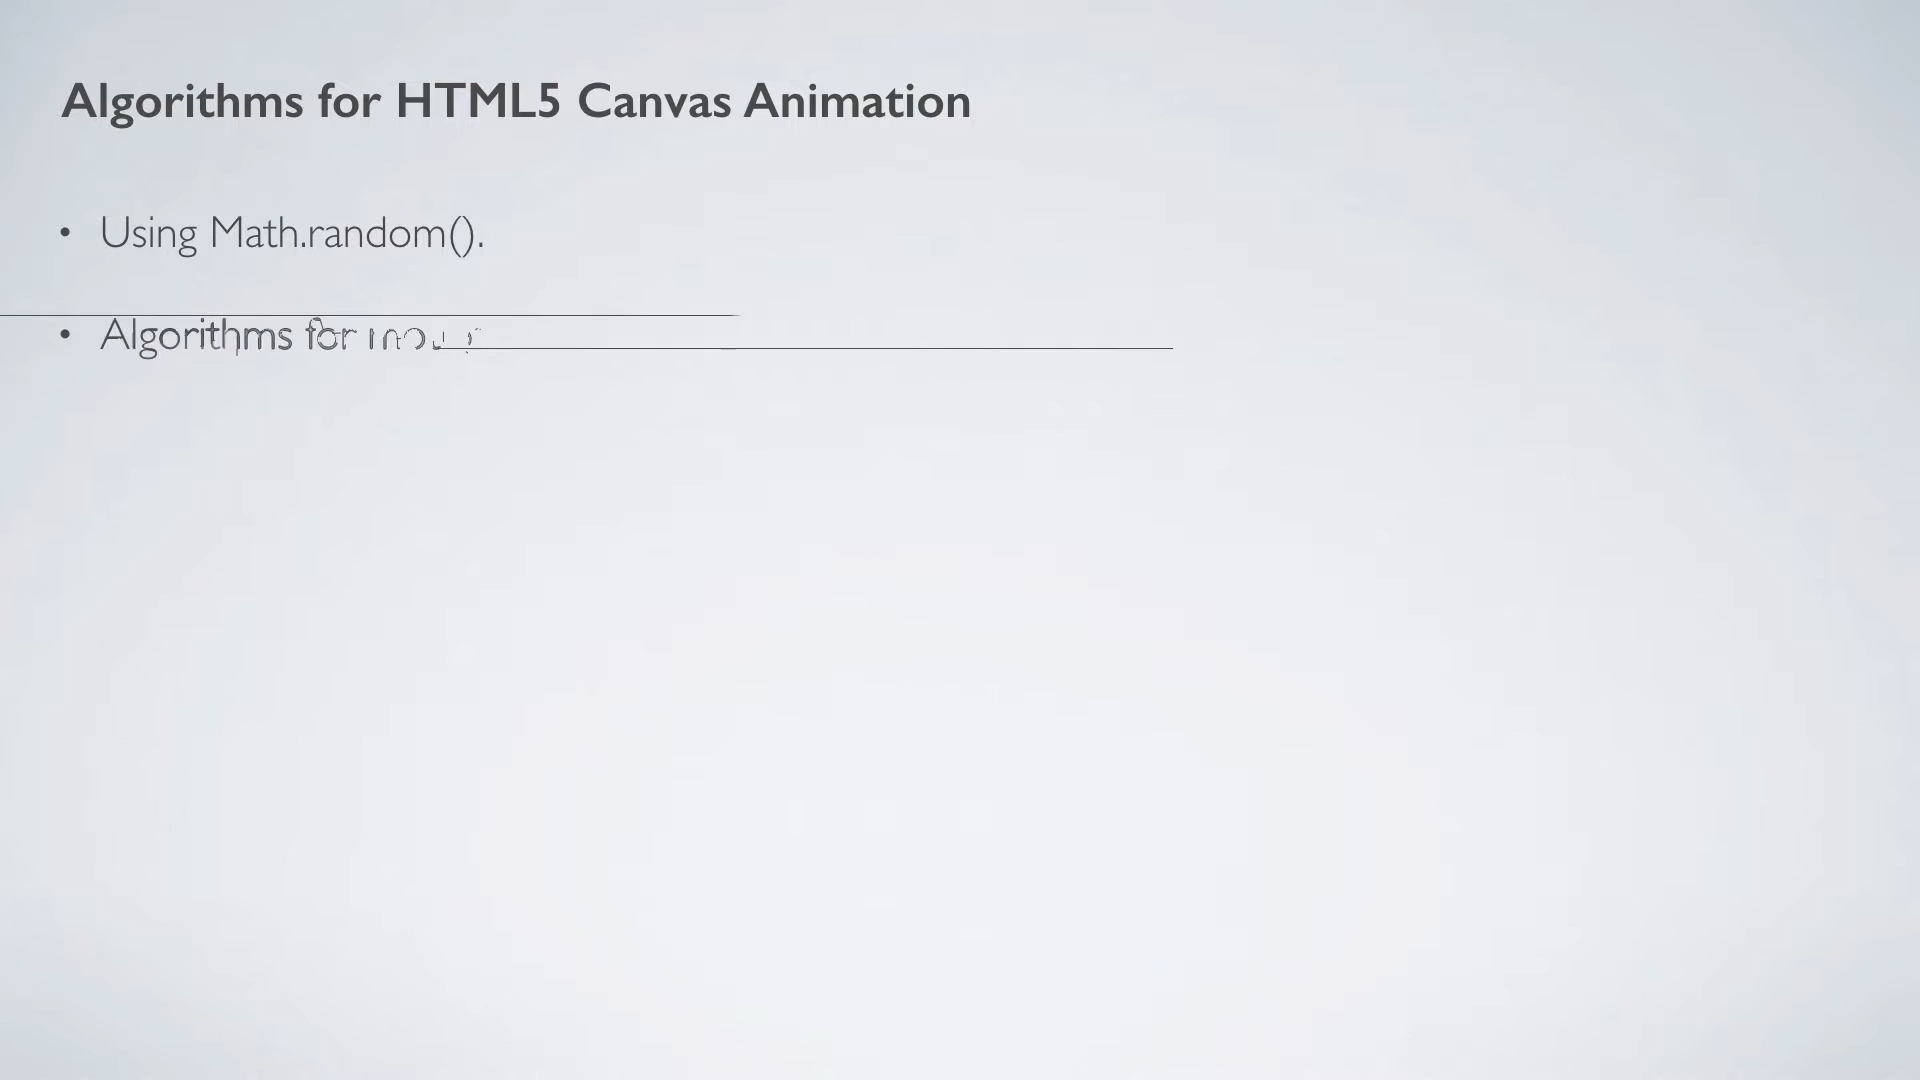 Algorithms for HTML5 Canvas Animation
• Using Math.random().
• Algorithms for